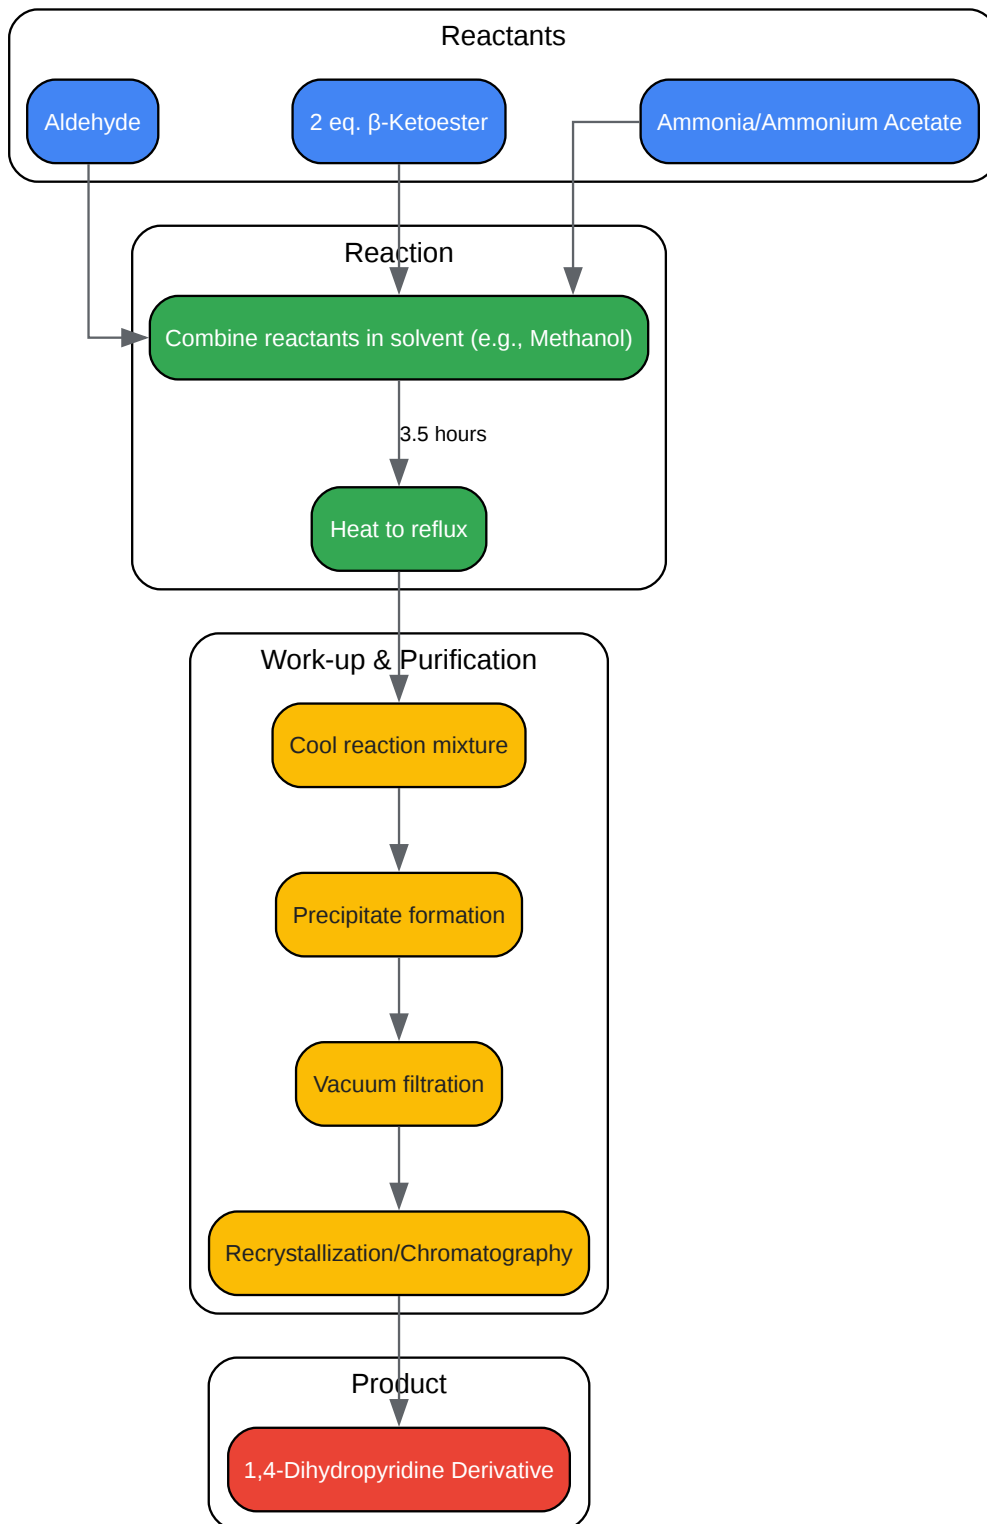 Reactants
Aldehyde
2 eq. β-Ketoester
Ammonia/Ammonium Acetate
Reaction
Combine reactants in solvent (e.g., Methanol)
3.5 hours
Heat to reflux
Work-up & Purification
Cool reaction mixture
Precipitate formation
Vacuum filtration
Recrystallization/Chromatography
Product
1,4-Dihydropyridine Derivative